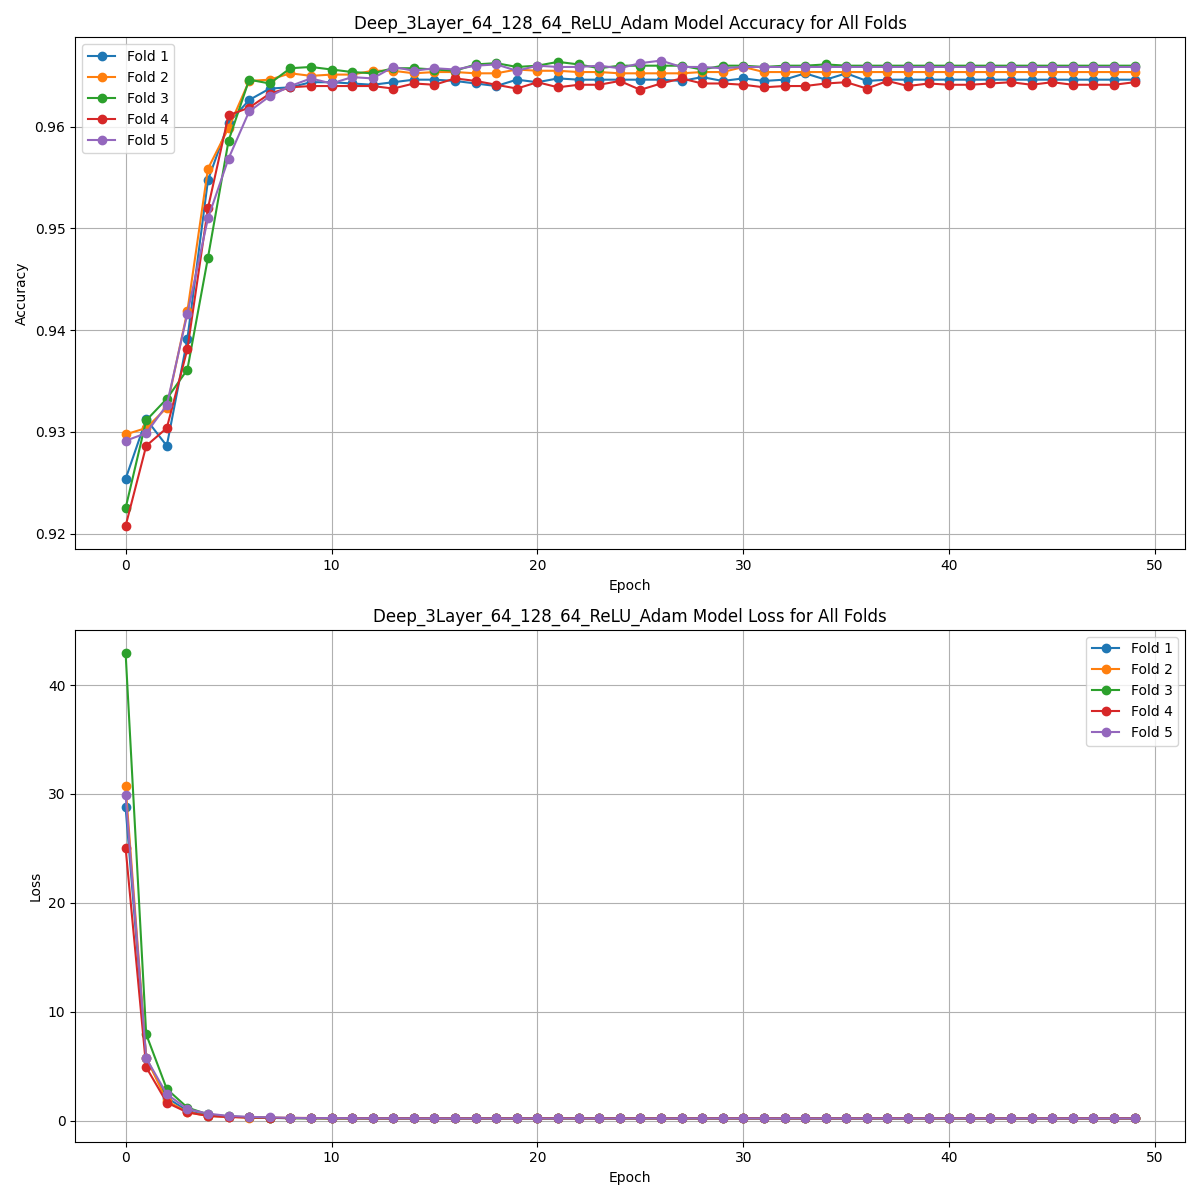 Deep_3Layer_64_128_64_ReLU_Adam Model Accuracy for All Folds
Fold 1
Fold 2
Fold 3
Fold 4
Fold 5
Accuracy
0.96
0.95
0.94
0.93
0.92
0 10 20 30 40 50
Epoch
Deep_3Layer_64_128_64_ReLU_Adam Model Loss for All Folds
Fold 1
Fold 2
Fold 3
Fold 4
Fold 5
Loss
40
30
20
10
0
0 10 20 30 40 50
Epoch